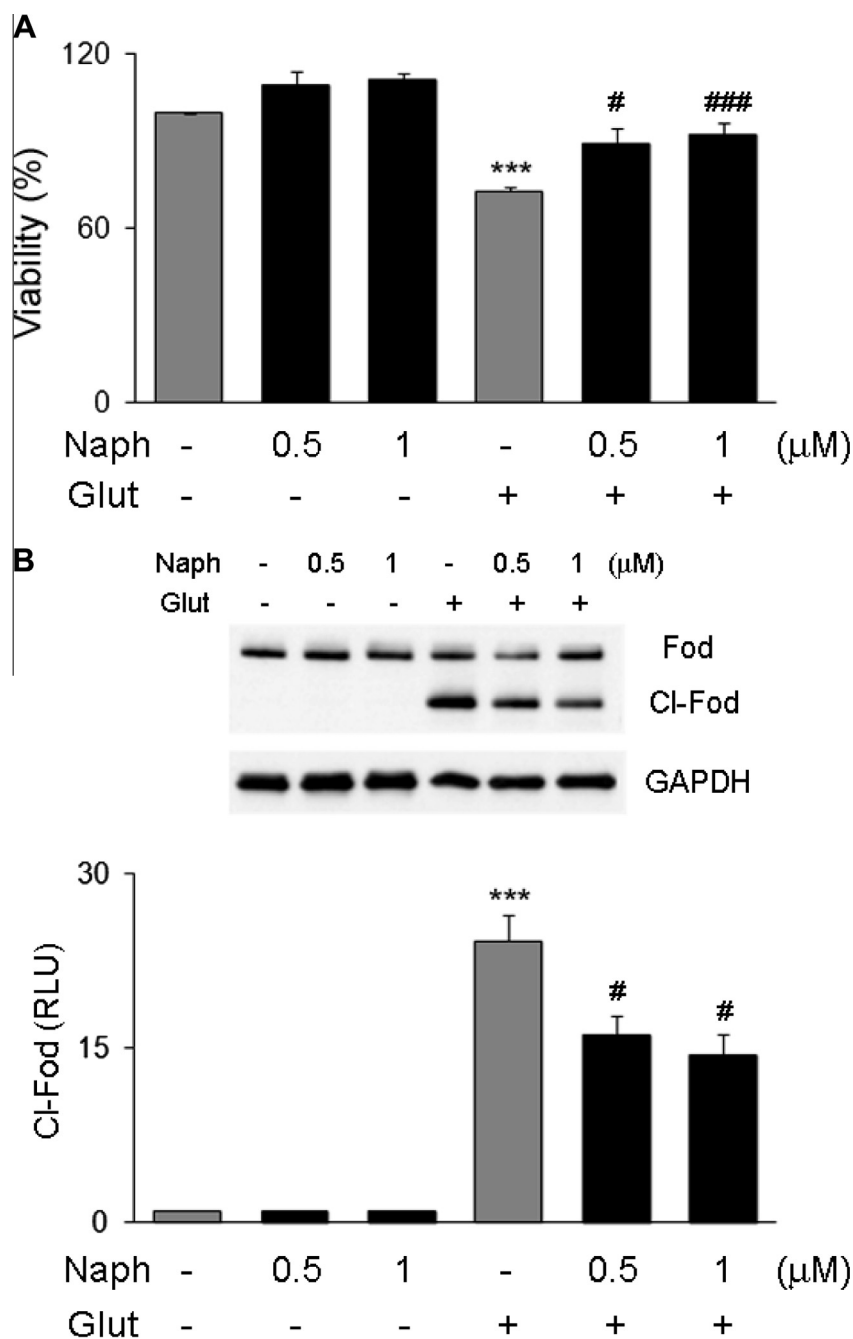 A
120
# ###
***
60
Viability (%)
0
Naph - 0.5 1 - 0.5 1 (μM)
Glut - - - + + +
B
Naph - 0.5 1 - 0.5 1 (μM)
Glut - - - + + +
Fod
Cl-Fod
GAPDH
30
***
# #
15
Cl-Fod (RLU)
0
Naph - 0.5 1 - 0.5 1 (μM)
Glut - - - + + +